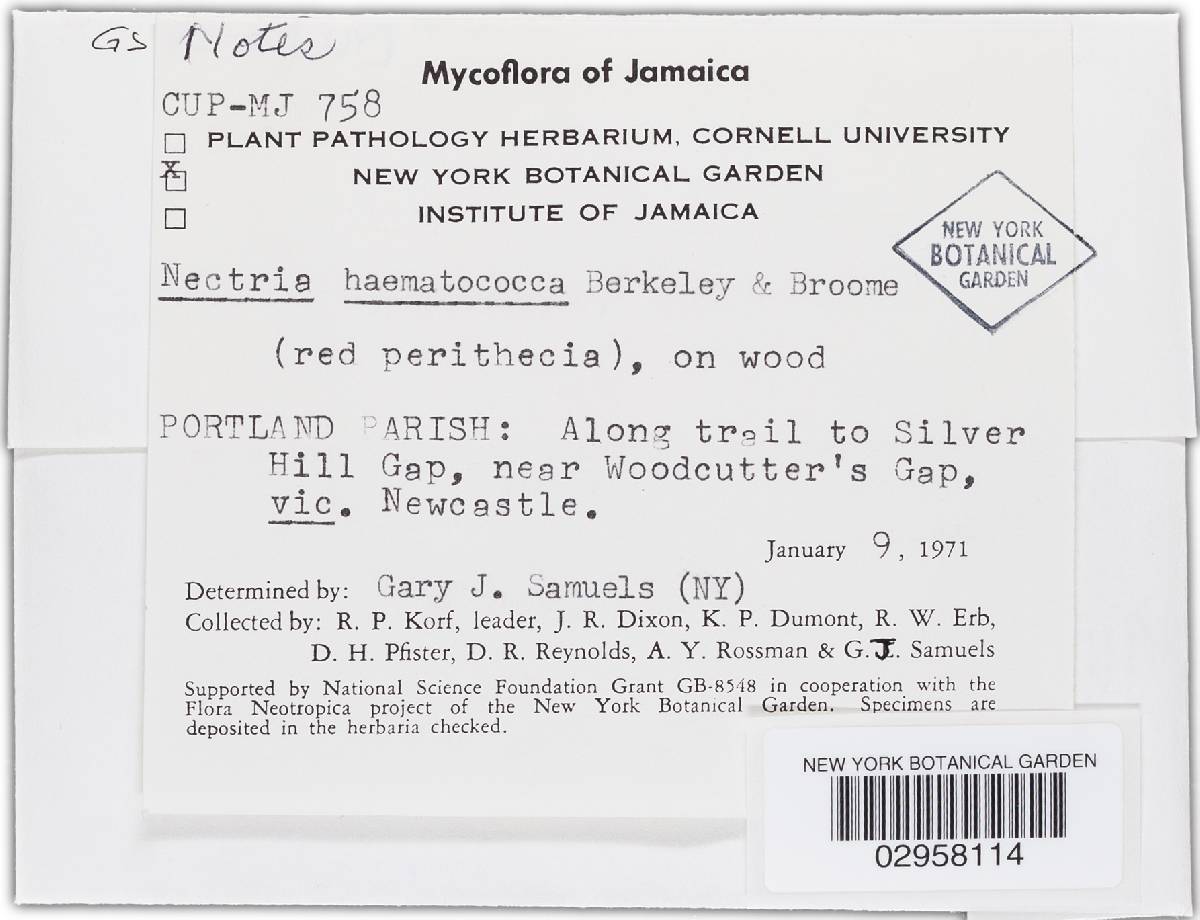 GS Notes
Mycoflora of Jamaica
CUP-MJ 758
PLANT PATHOLOGY HERBARIUM, CORNELL UNIVERSITY
X NEW YORK BOTANICAL GARDEN
INSTITUTE OF JAMAICA
NEW YORK
BOTANICAL
GARDEN
Nectria haematococca Berkeley & Broome
(red perithecia), on wood
PORTLAND PARISH: Along trail to Silver
Hill Gap, near Woodcutter's Gap,
vic. Newcastle.
January 9, 1971
Determined by: Gary J. Samuels (NY)
Collected by: R. P. Korf, leader, J. R. Dixon, K. P. Dumont, R. W. Erb,
D. H. Pfister, D. R. Reynolds, A. Y. Rossman & G. J. Samuels
Supported by National Science Foundation Grant GB-8548 in cooperation with the
Flora Neotropica project of the New York Botanical Garden. Specimens are
deposited in the herbaria checked.
NEW YORK BOTANICAL GARDEN
02958114